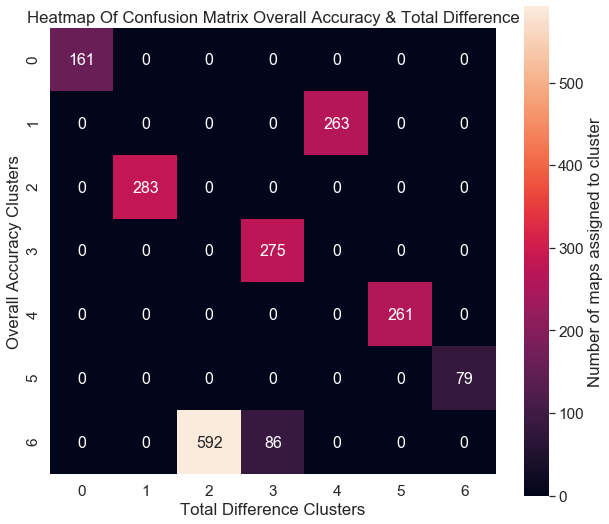 Heatmap Of Confusion Matrix Overall Accuracy & Total Difference
0 161 0 0 0 0 0 0
1 0 0 0 0 263 0 0
2 0 283 0 0 0 0 0
3 0 0 0 275 0 0 0
4 0 0 0 0 0 261 0
5 0 0 0 0 0 0 79
6 0 0 592 86 0 0 0
0 1 2 3 4 5 6
Overall Accuracy Clusters
Total Difference Clusters
500
400
300
200
100
0
Number of maps assigned to cluster